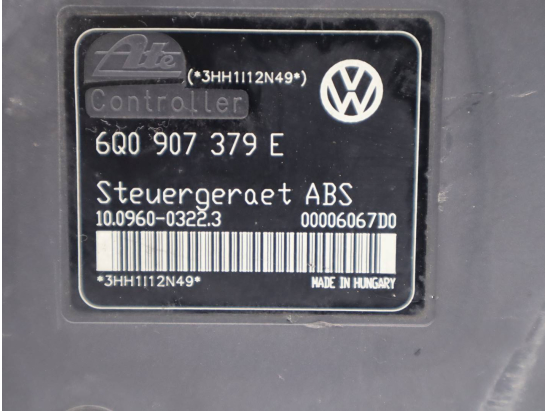 Ate
(*3HH1I12N49*)
Controller
6Q0 907 379 E
Steuergeraet ABS
10.0960-0322.3 00006067D0
*3HH1I12N49*
MADE IN HUNGARY